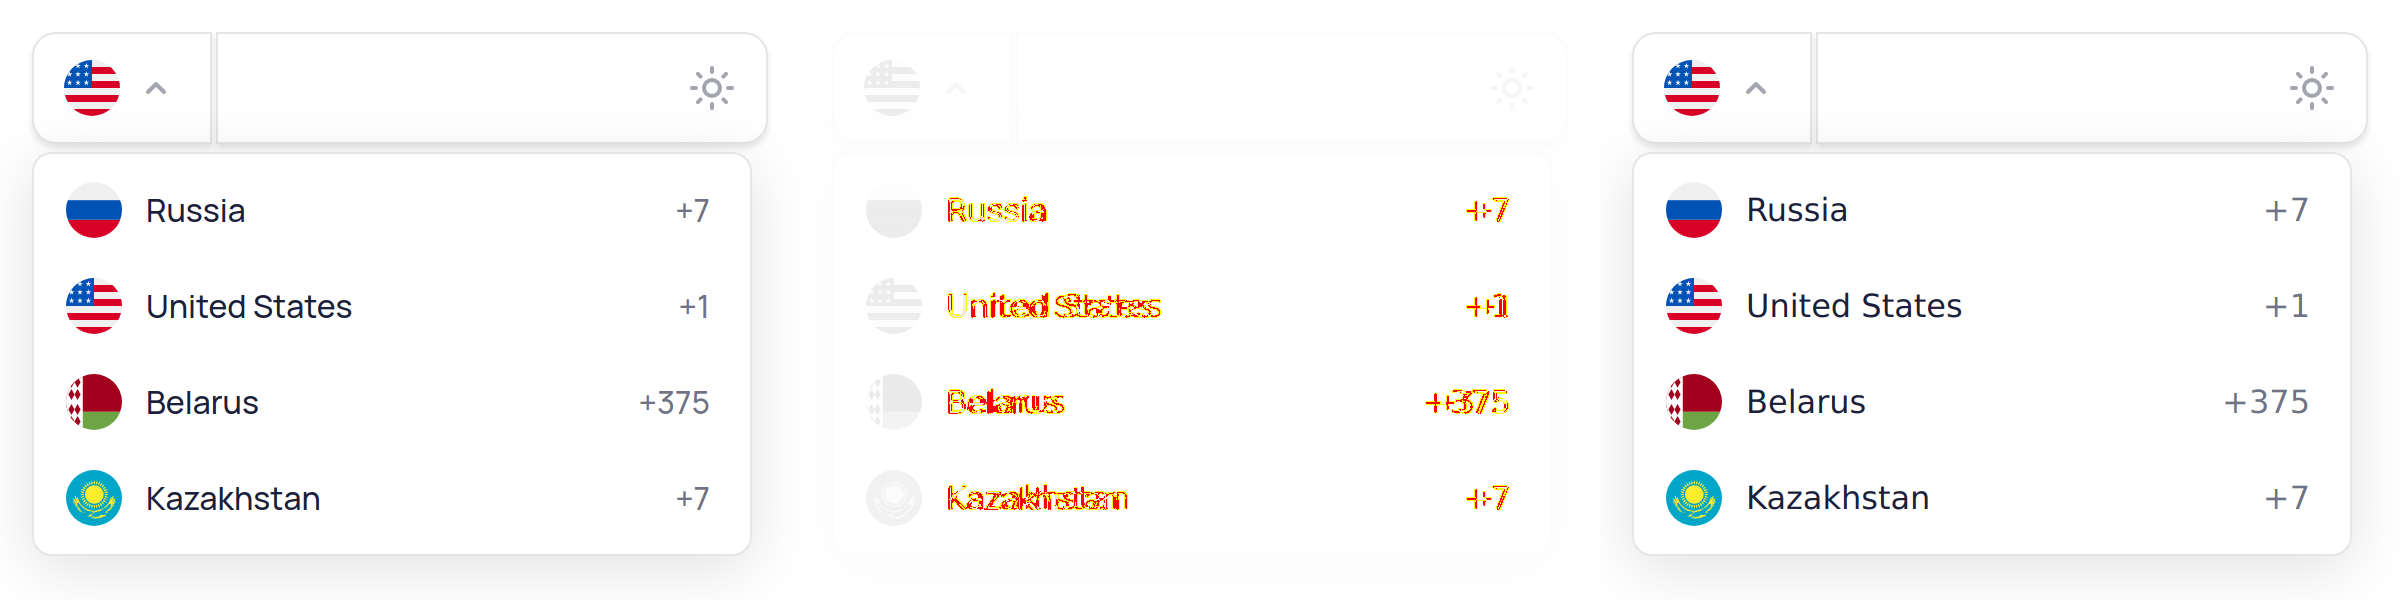 Russia +7
United States +1
Belarus +375
Kazakhstan +7
Russia +7
United States +1
Belarus +375
Kazakhstan +7
Russia +7
United States +1
Belarus +375
Kazakhstan +7